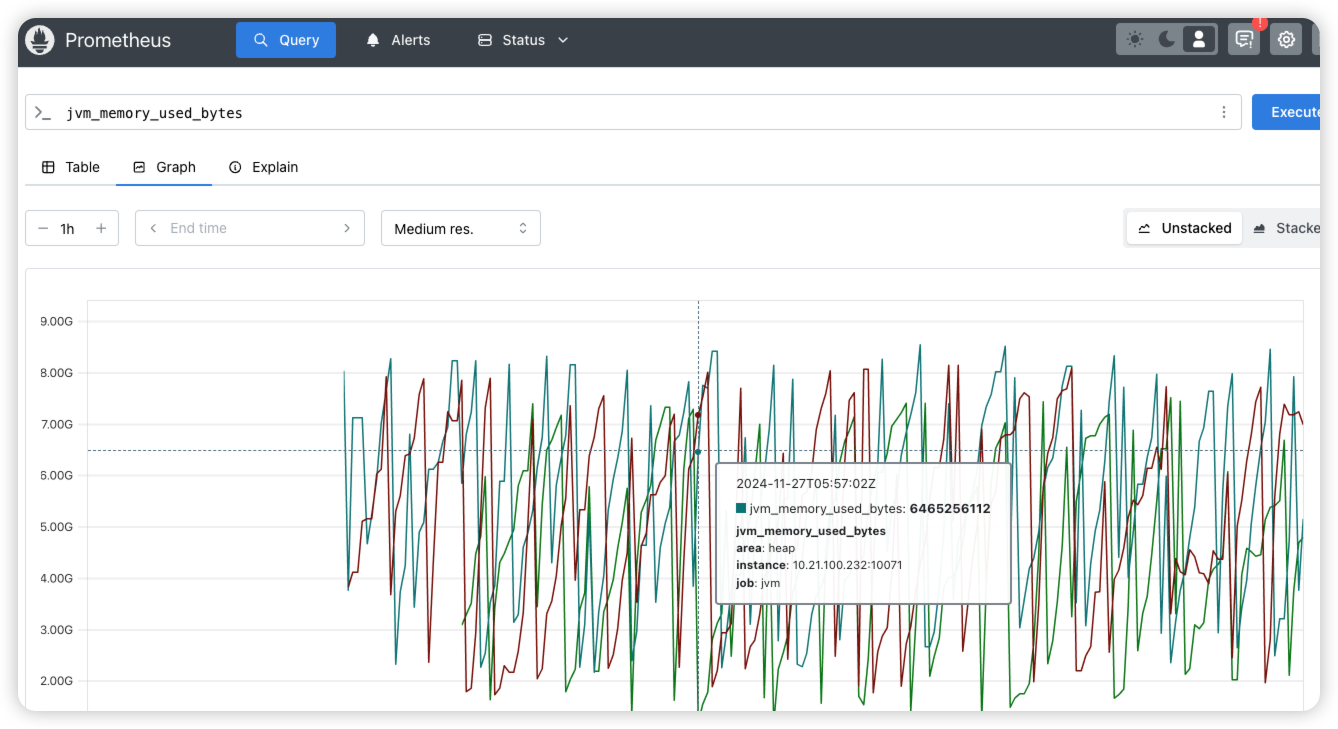 Prometheus Query Alerts Status !
>_ jvm_memory_used_bytes Execute
Table Graph Explain
1h End time Medium res. Unstacked Stacke
9.00G
8.00G
7.00G
6.00G
5.00G
4.00G
3.00G
2.00G
2024-11-27T05:57:02Z
jvm_memory_used_bytes: 6465256112
jvm_memory_used_bytes
area: heap
instance: 10.21.100.232:10071
job: jvm